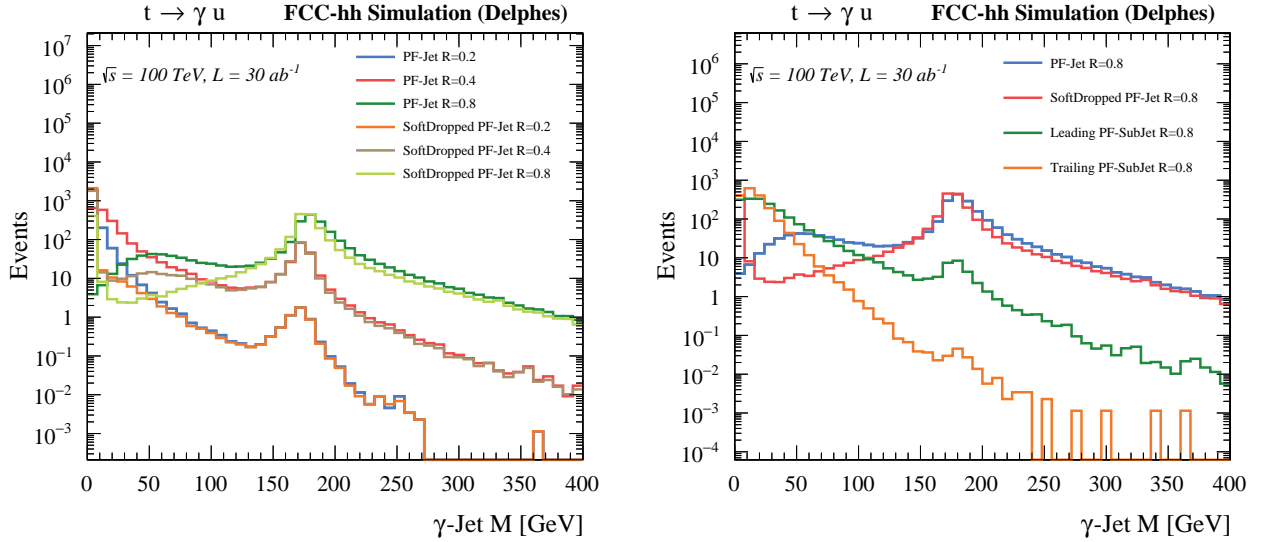 t → γ u FCC-hh Simulation (Delphes)
10⁷
10⁶
10⁵
10⁴
10³
10²
10
1
10⁻¹
10⁻²
10⁻³
Events
√s = 100 TeV, L = 30 ab⁻¹
PF-Jet R=0.2
PF-Jet R=0.4
PF-Jet R=0.8
SoftDropped PF-Jet R=0.2
SoftDropped PF-Jet R=0.4
SoftDropped PF-Jet R=0.8
0 50 100 150 200 250 300 350 400
γ-Jet M [GeV]
t → γ u FCC-hh Simulation (Delphes)
10⁶
10⁵
10⁴
10³
10²
10
1
10⁻¹
10⁻²
10⁻³
10⁻⁴
Events
√s = 100 TeV, L = 30 ab⁻¹
PF-Jet R=0.8
SoftDropped PF-Jet R=0.8
Leading PF-SubJet R=0.8
Trailing PF-SubJet R=0.8
0 50 100 150 200 250 300 350 400
γ-Jet M [GeV]